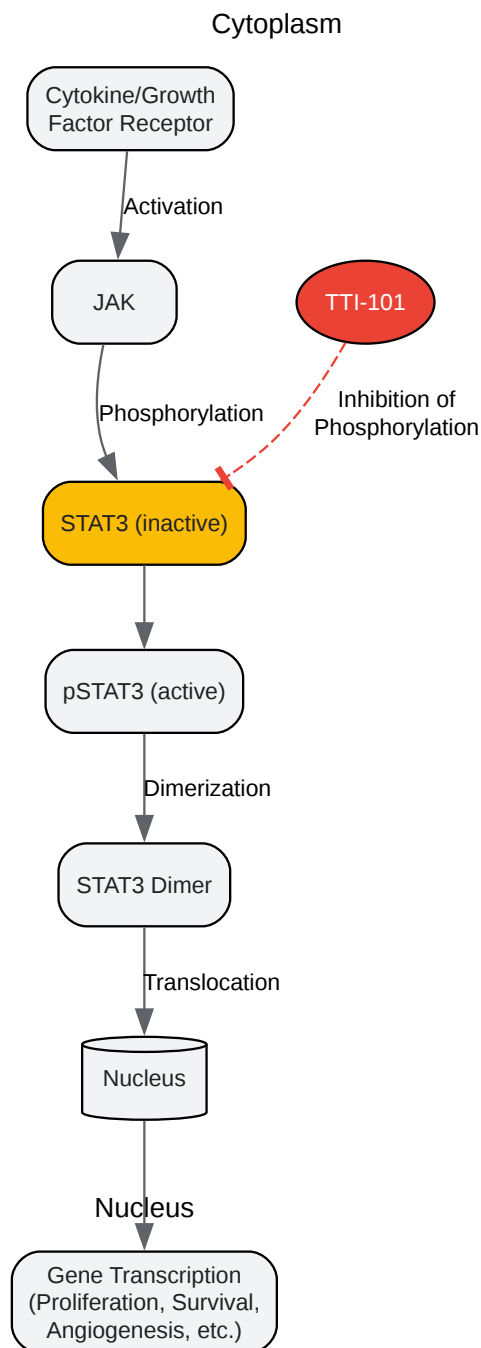 Cytoplasm
Cytokine/Growth
Factor Receptor
Activation
JAK
TTI-101
Phosphorylation
Inhibition of
Phosphorylation
STAT3 (inactive)
pSTAT3 (active)
Dimerization
STAT3 Dimer
Translocation
Nucleus
Nucleus
Gene Transcription
(Proliferation, Survival,
Angiogenesis, etc.)